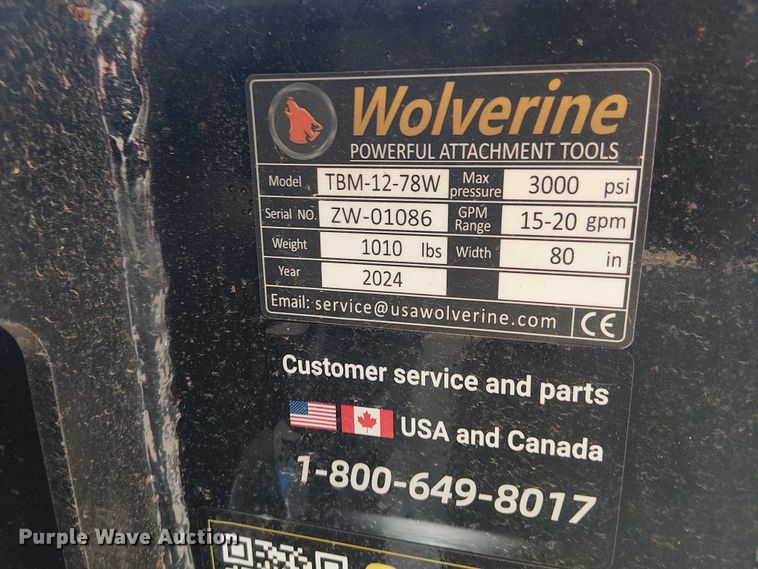 Wolverine
POWERFUL ATTACHMENT TOOLS
Model TBM-12-78W Max pressure 3000 psi
Serial NO. ZW-01086 GPM Range 15-20 gpm
Weight 1010 lbs Width 80 in
Year 2024
Email: service@usawolverine.com CE
Customer service and parts
USA and Canada
1-800-649-8017
Purple Wave Auction